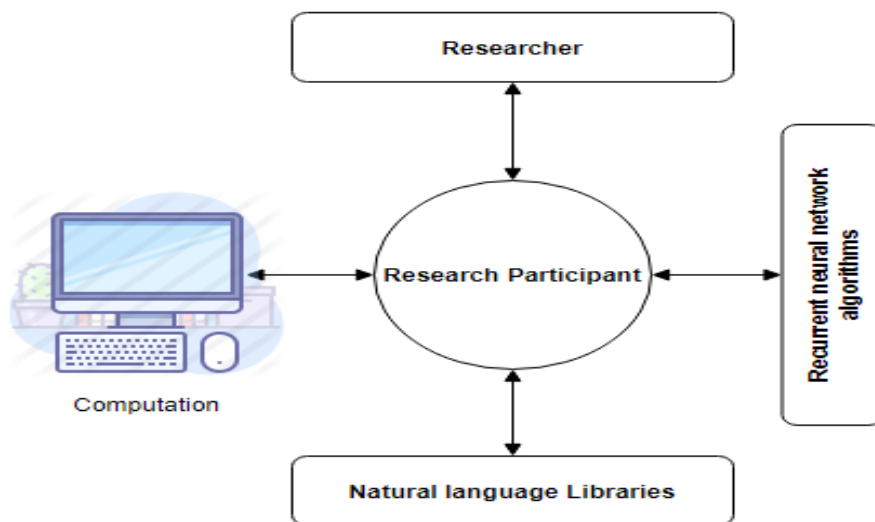 Researcher
Research Participant
Recurrent neural network
algorithms
Computation
Natural language Libraries